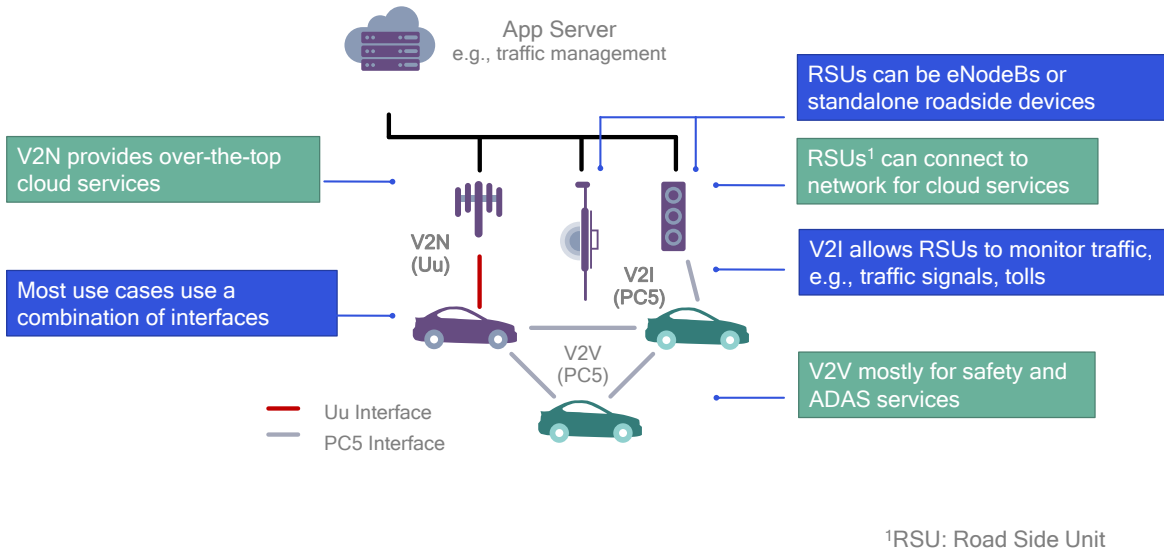 App Server
e.g., traffic management
RSUs can be eNodeBs or
standalone roadside devices
V2N provides over-the-top
cloud services
RSUs¹ can connect to
network for cloud services
V2N
(Uu)
V2I
(PC5)
V2I allows RSUs to monitor traffic,
e.g., traffic signals, tolls
Most use cases use a
combination of interfaces
V2V
(PC5)
V2V mostly for safety and
ADAS services
Uu Interface
PC5 Interface
¹RSU: Road Side Unit